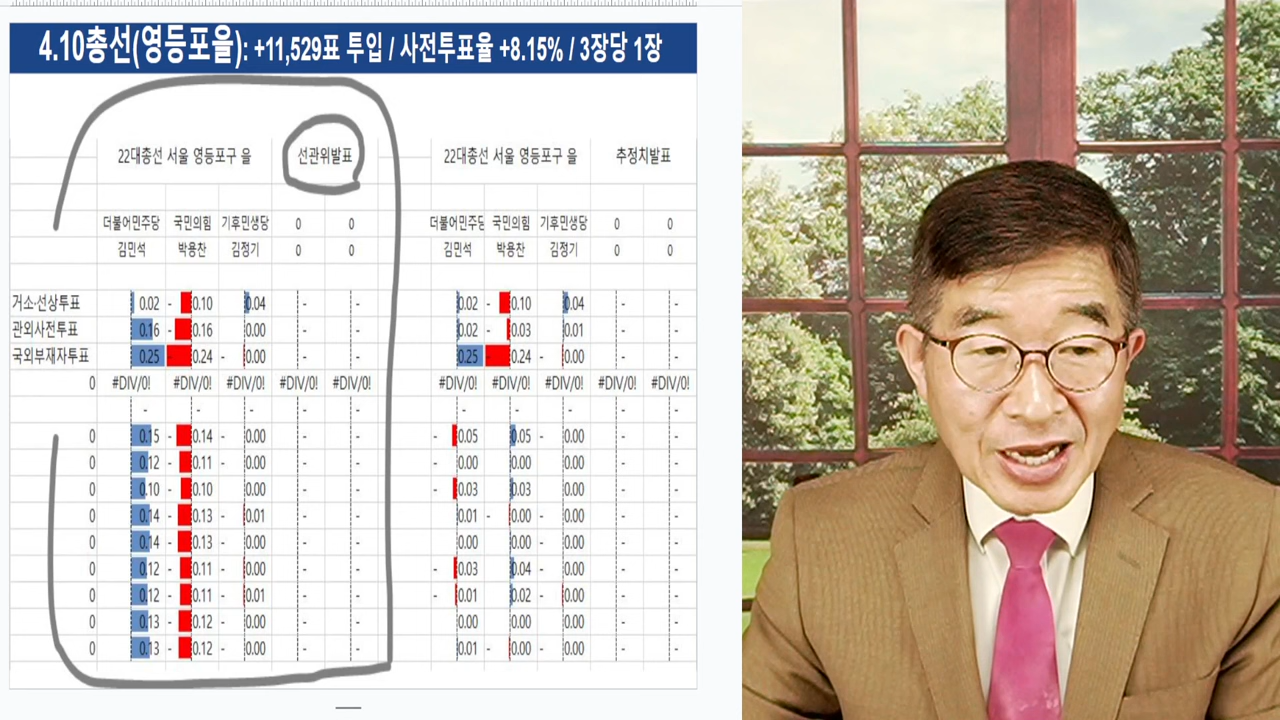 4.10총선(영등포을): +11,529표 투입 / 사전투표율 +8.15% / 3장당 1장
22대총선 서울 영등포구 을 선관위발표 22대총선 서울 영등포구 을 추정치발표
더불어민주당 국민의힘 기후민생당 0 0 더불어민주당 국민의힘 기후민생당 0 0
김민석 박용찬 김정기 0 0 김민석 박용찬 김정기 0 0
거소·선상투표 0.02 - 0.10 0.04 - - 0.02 - 0.10 0.04 - -
관외사전투표 0.16 - 0.16 0.00 - - 0.02 - 0.03 0.01 - -
국외부재자투표 0.25 - 0.24 - 0.00 - - 0.25 - 0.24 - 0.00 - -
0 #DIV/0! #DIV/0! #DIV/0! #DIV/0! #DIV/0! #DIV/0! #DIV/0! #DIV/0! #DIV/0! #DIV/0!
- - - - - - - - - -
0 0.15 - 0.14 - 0.00 - - - 0.05 0.05 - 0.00 - -
0 0.12 - 0.11 - 0.00 - - - 0.00 0.00 - 0.00 - -
0 0.10 - 0.10 - 0.00 - - - 0.03 0.03 - 0.00 - -
0 0.14 - 0.13 - 0.01 - - 0.01 - 0.00 - 0.00 - -
0 0.14 - 0.13 - 0.00 - - 0.00 0.00 - 0.00 - -
0 0.12 - 0.11 - 0.00 - - - 0.03 0.04 - 0.00 - -
0 0.12 - 0.11 - 0.01 - - - 0.01 0.02 - 0.00 - -
0 0.13 - 0.12 - 0.00 - - 0.00 0.00 - 0.00 - -
0 0.13 - 0.12 - 0.00 - - 0.01 - 0.00 - 0.00 - -